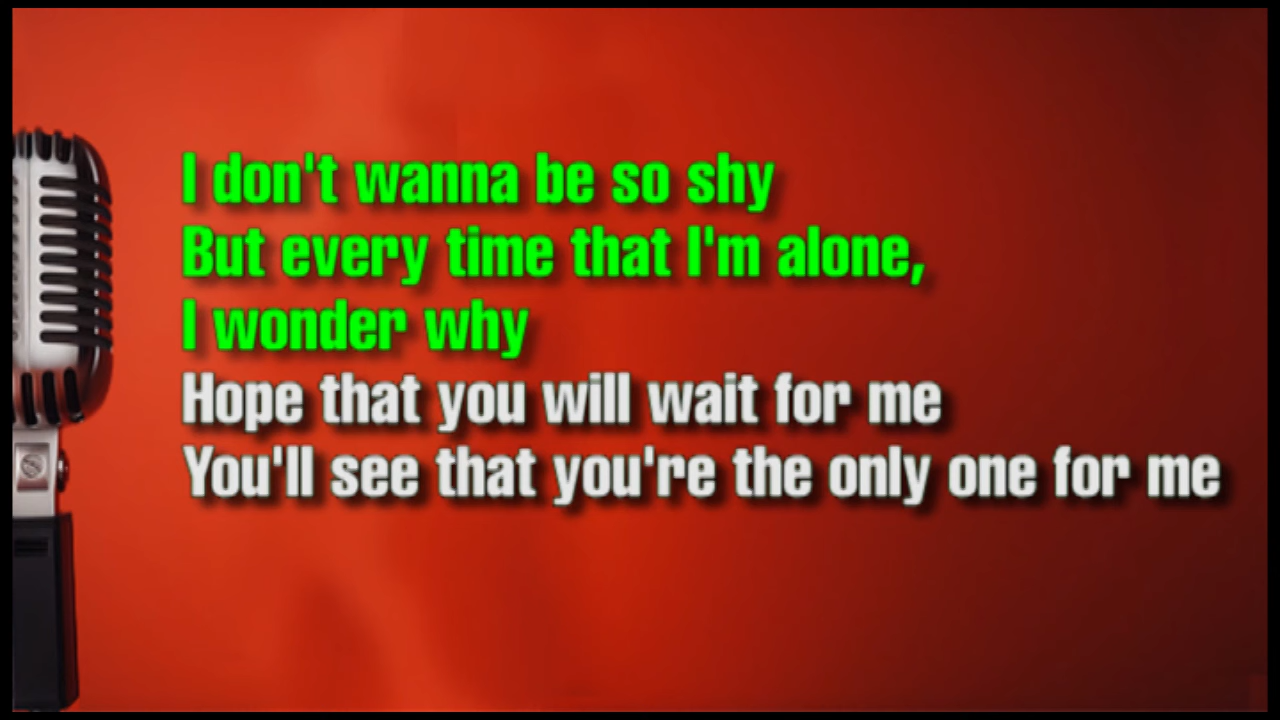 I don't wanna be so shy
But every time that I'm alone,
I wonder why
Hope that you will wait for me
You'll see that you're the only one for me